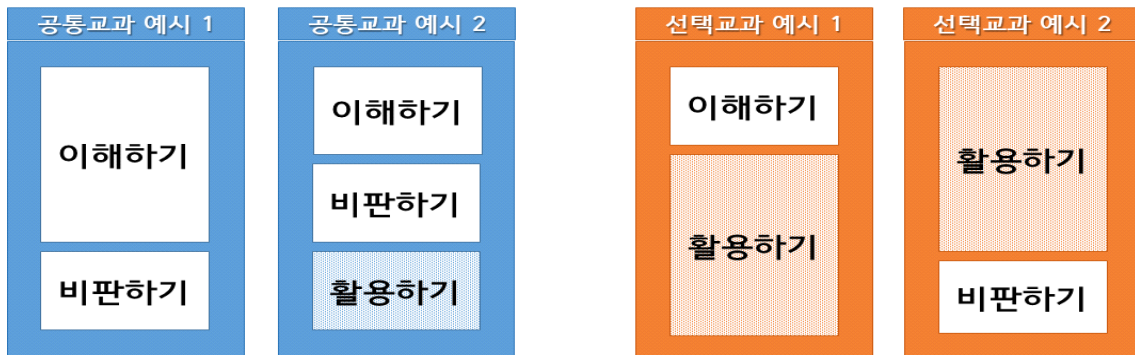 공통교과 예시 1
이해하기
비판하기
공통교과 예시 2
이해하기
비판하기
활용하기
선택교과 예시 1
이해하기
활용하기
선택교과 예시 2
활용하기
비판하기